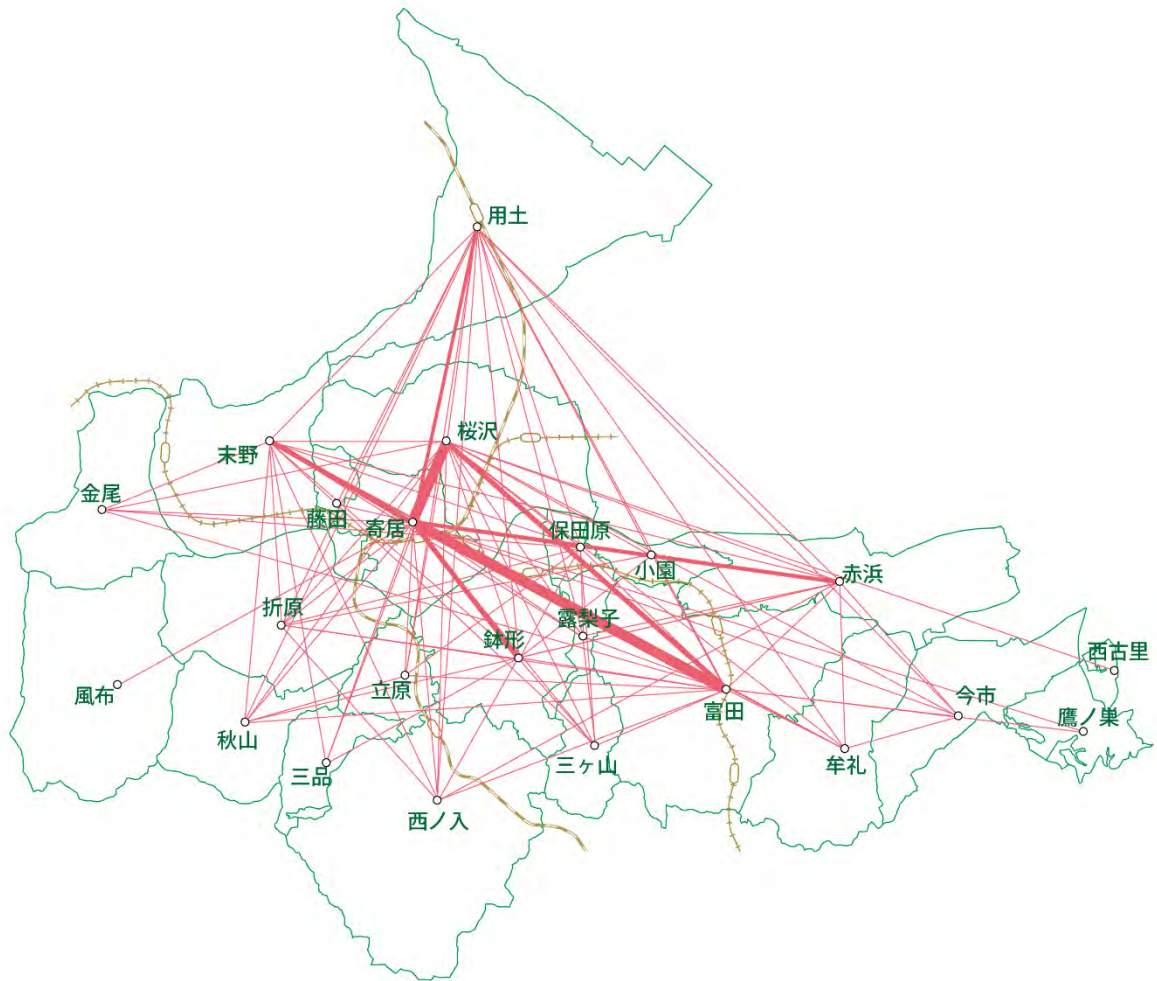 用土
桜沢
末野
金尾
藤田
寄居
保田原
小園
赤浜
折原
露梨子
鉢形
西古里
風布
立原
富田
今市
鷹ノ巣
秋山
三品
三ヶ山
牟礼
西ノ入